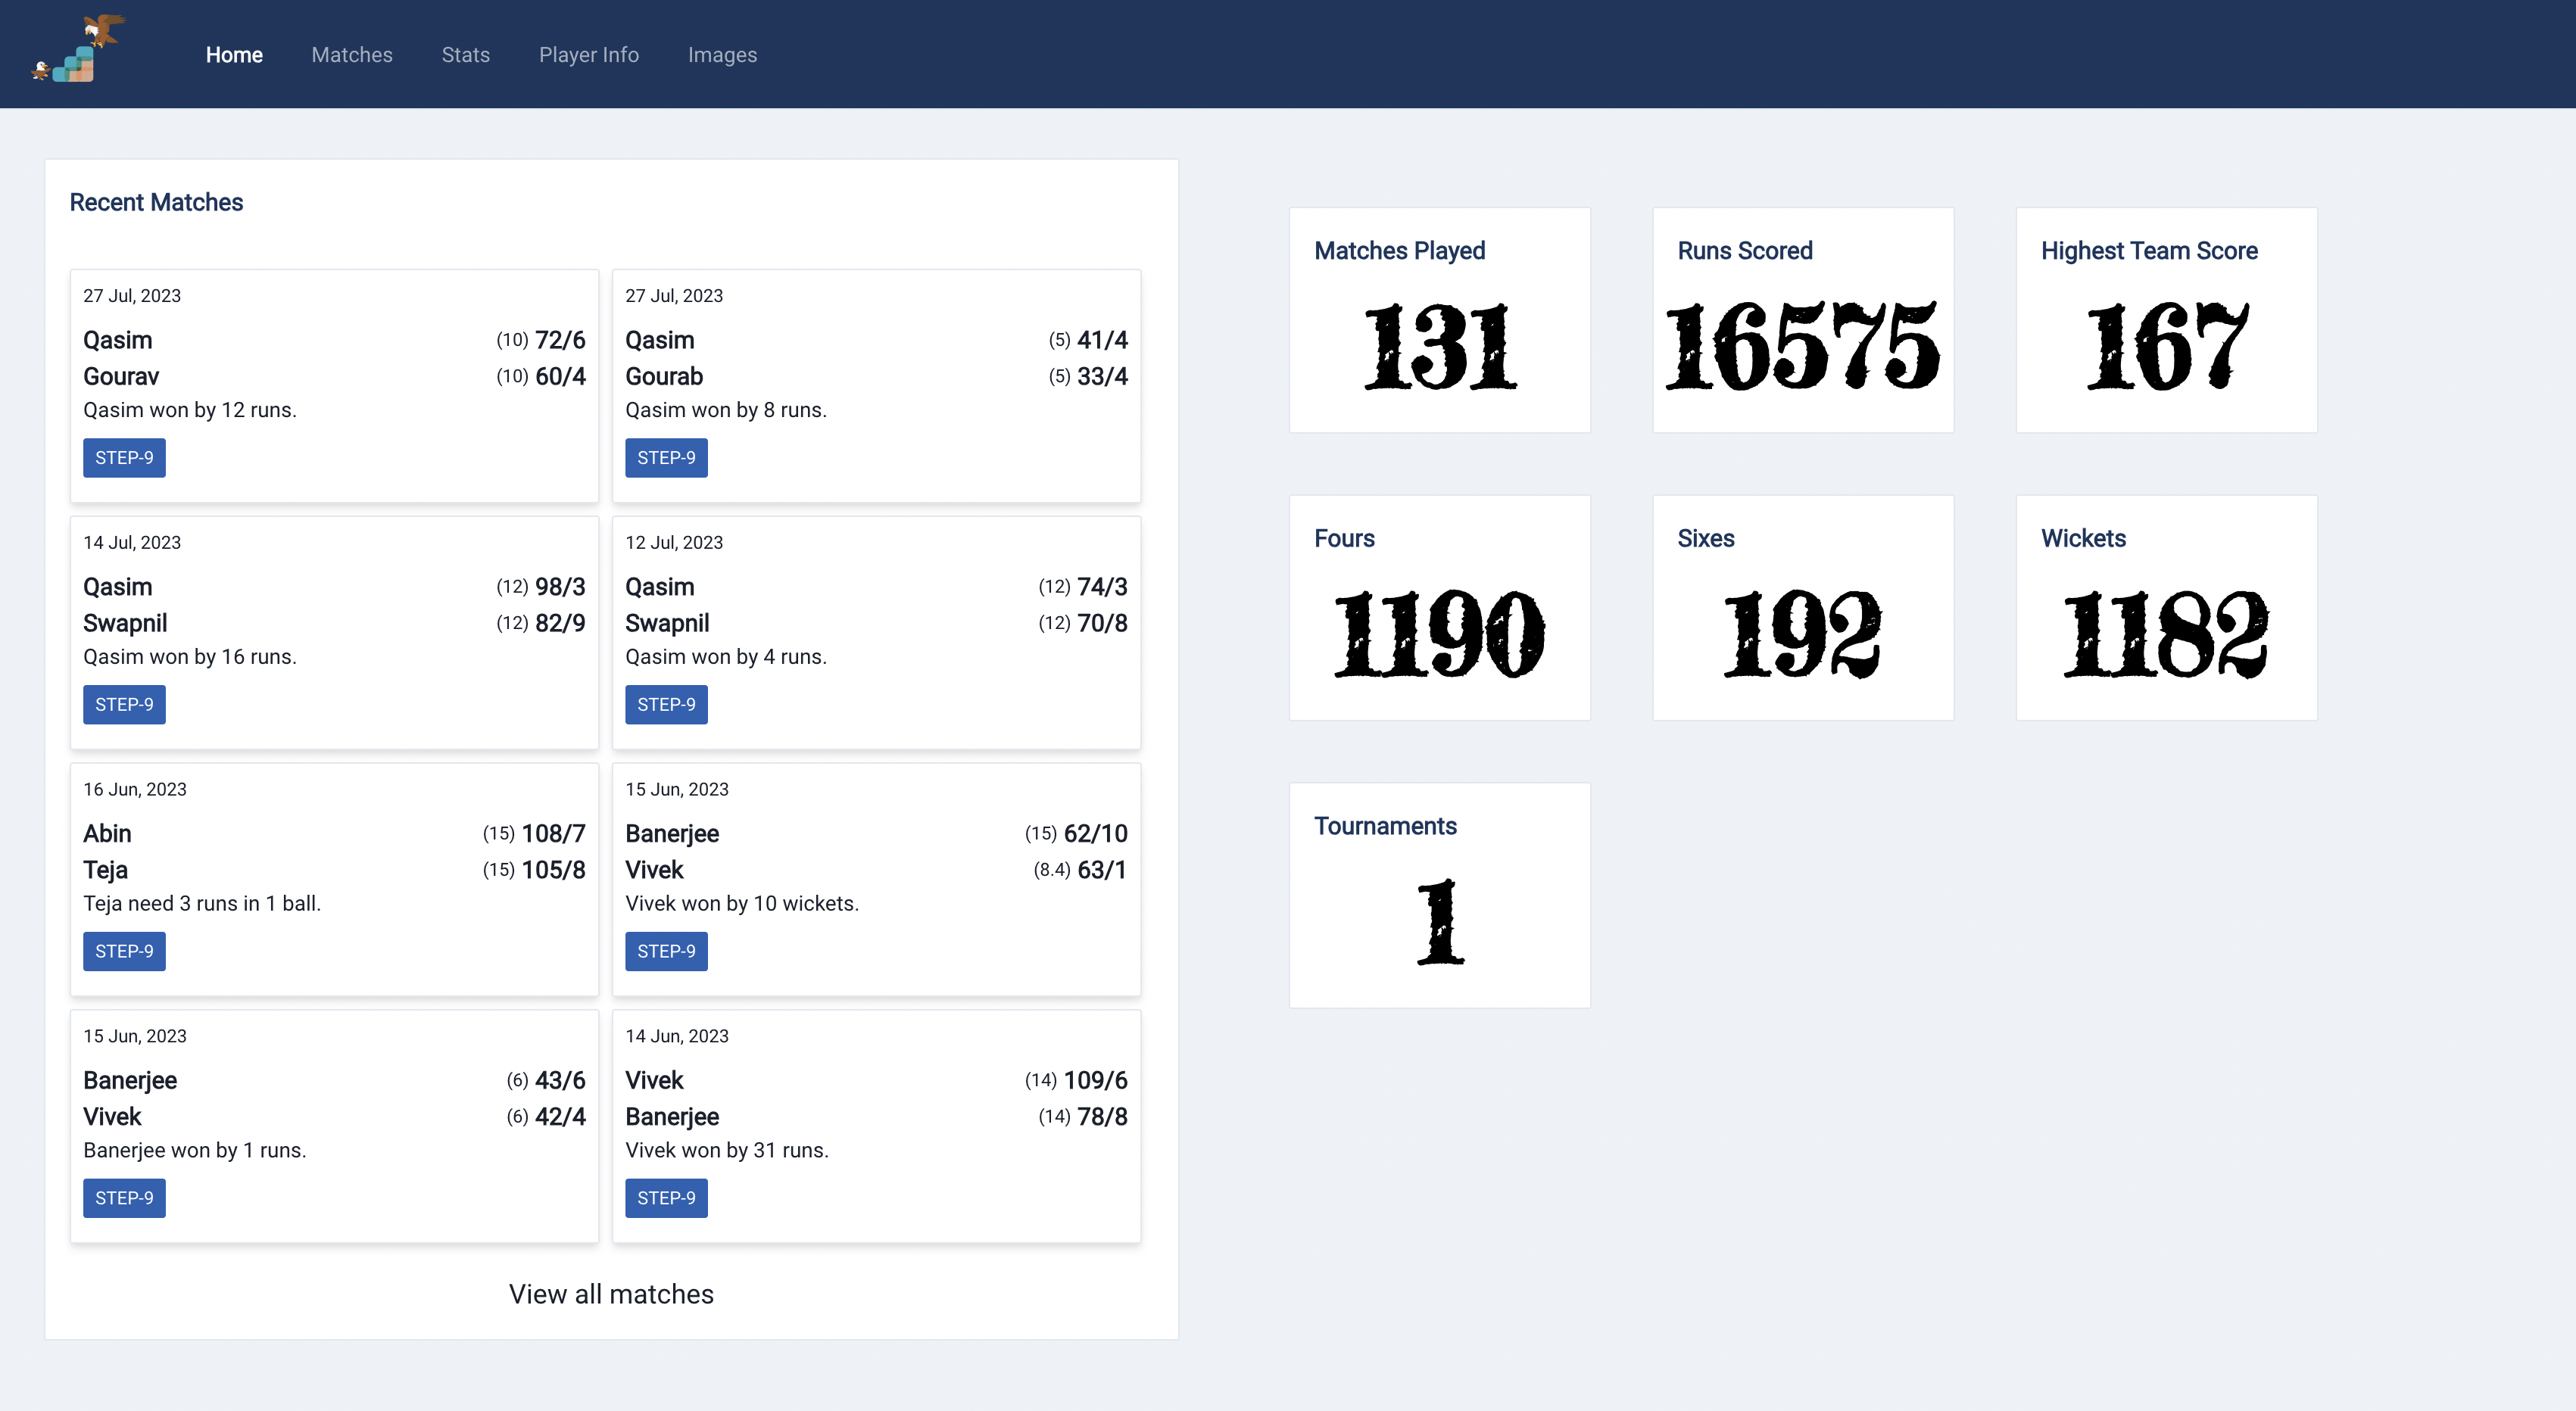 Home Matches Stats Player Info Images
Recent Matches
27 Jul, 2023
Qasim (10) 72/6
Gourav (10) 60/4
Qasim won by 12 runs.
STEP-9
27 Jul, 2023
Qasim (5) 41/4
Gourab (5) 33/4
Qasim won by 8 runs.
STEP-9
14 Jul, 2023
Qasim (12) 98/3
Swapnil (12) 82/9
Qasim won by 16 runs.
STEP-9
12 Jul, 2023
Qasim (12) 74/3
Swapnil (12) 70/8
Qasim won by 4 runs.
STEP-9
16 Jun, 2023
Abin (15) 108/7
Teja (15) 105/8
Teja need 3 runs in 1 ball.
STEP-9
15 Jun, 2023
Banerjee (15) 62/10
Vivek (8.4) 63/1
Vivek won by 10 wickets.
STEP-9
15 Jun, 2023
Banerjee (6) 43/6
Vivek (6) 42/4
Banerjee won by 1 runs.
STEP-9
14 Jun, 2023
Vivek (14) 109/6
Banerjee (14) 78/8
Vivek won by 31 runs.
STEP-9
View all matches
Matches Played
131
Runs Scored
16575
Highest Team Score
167
Fours
1190
Sixes
192
Wickets
1182
Tournaments
1